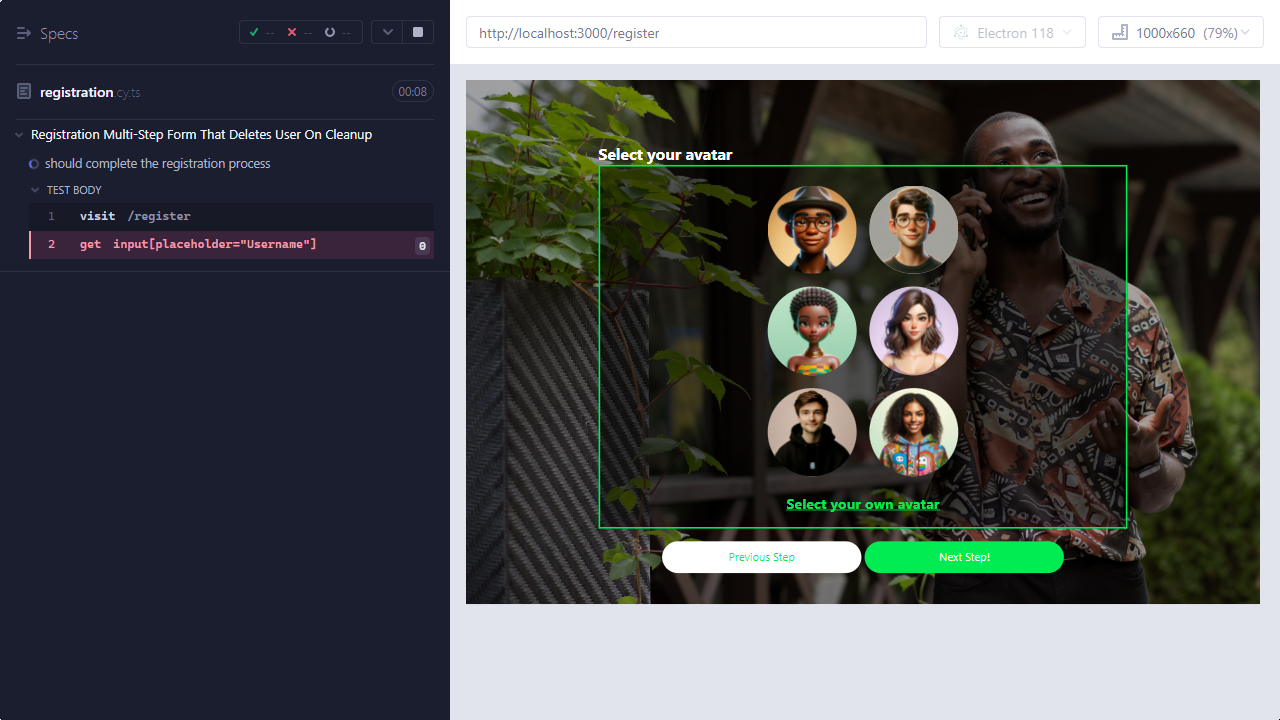 Specs
--
--
--
registration.cy.ts
00:08
Registration Multi-Step Form That Deletes User On Cleanup
should complete the registration process
TEST BODY
1 visit /register
2 get input[placeholder="Username"] 0
http://localhost:3000/register
Electron 118
1000x660 (79%)
Select your avatar
Select your own avatar
Previous Step
Next Step!